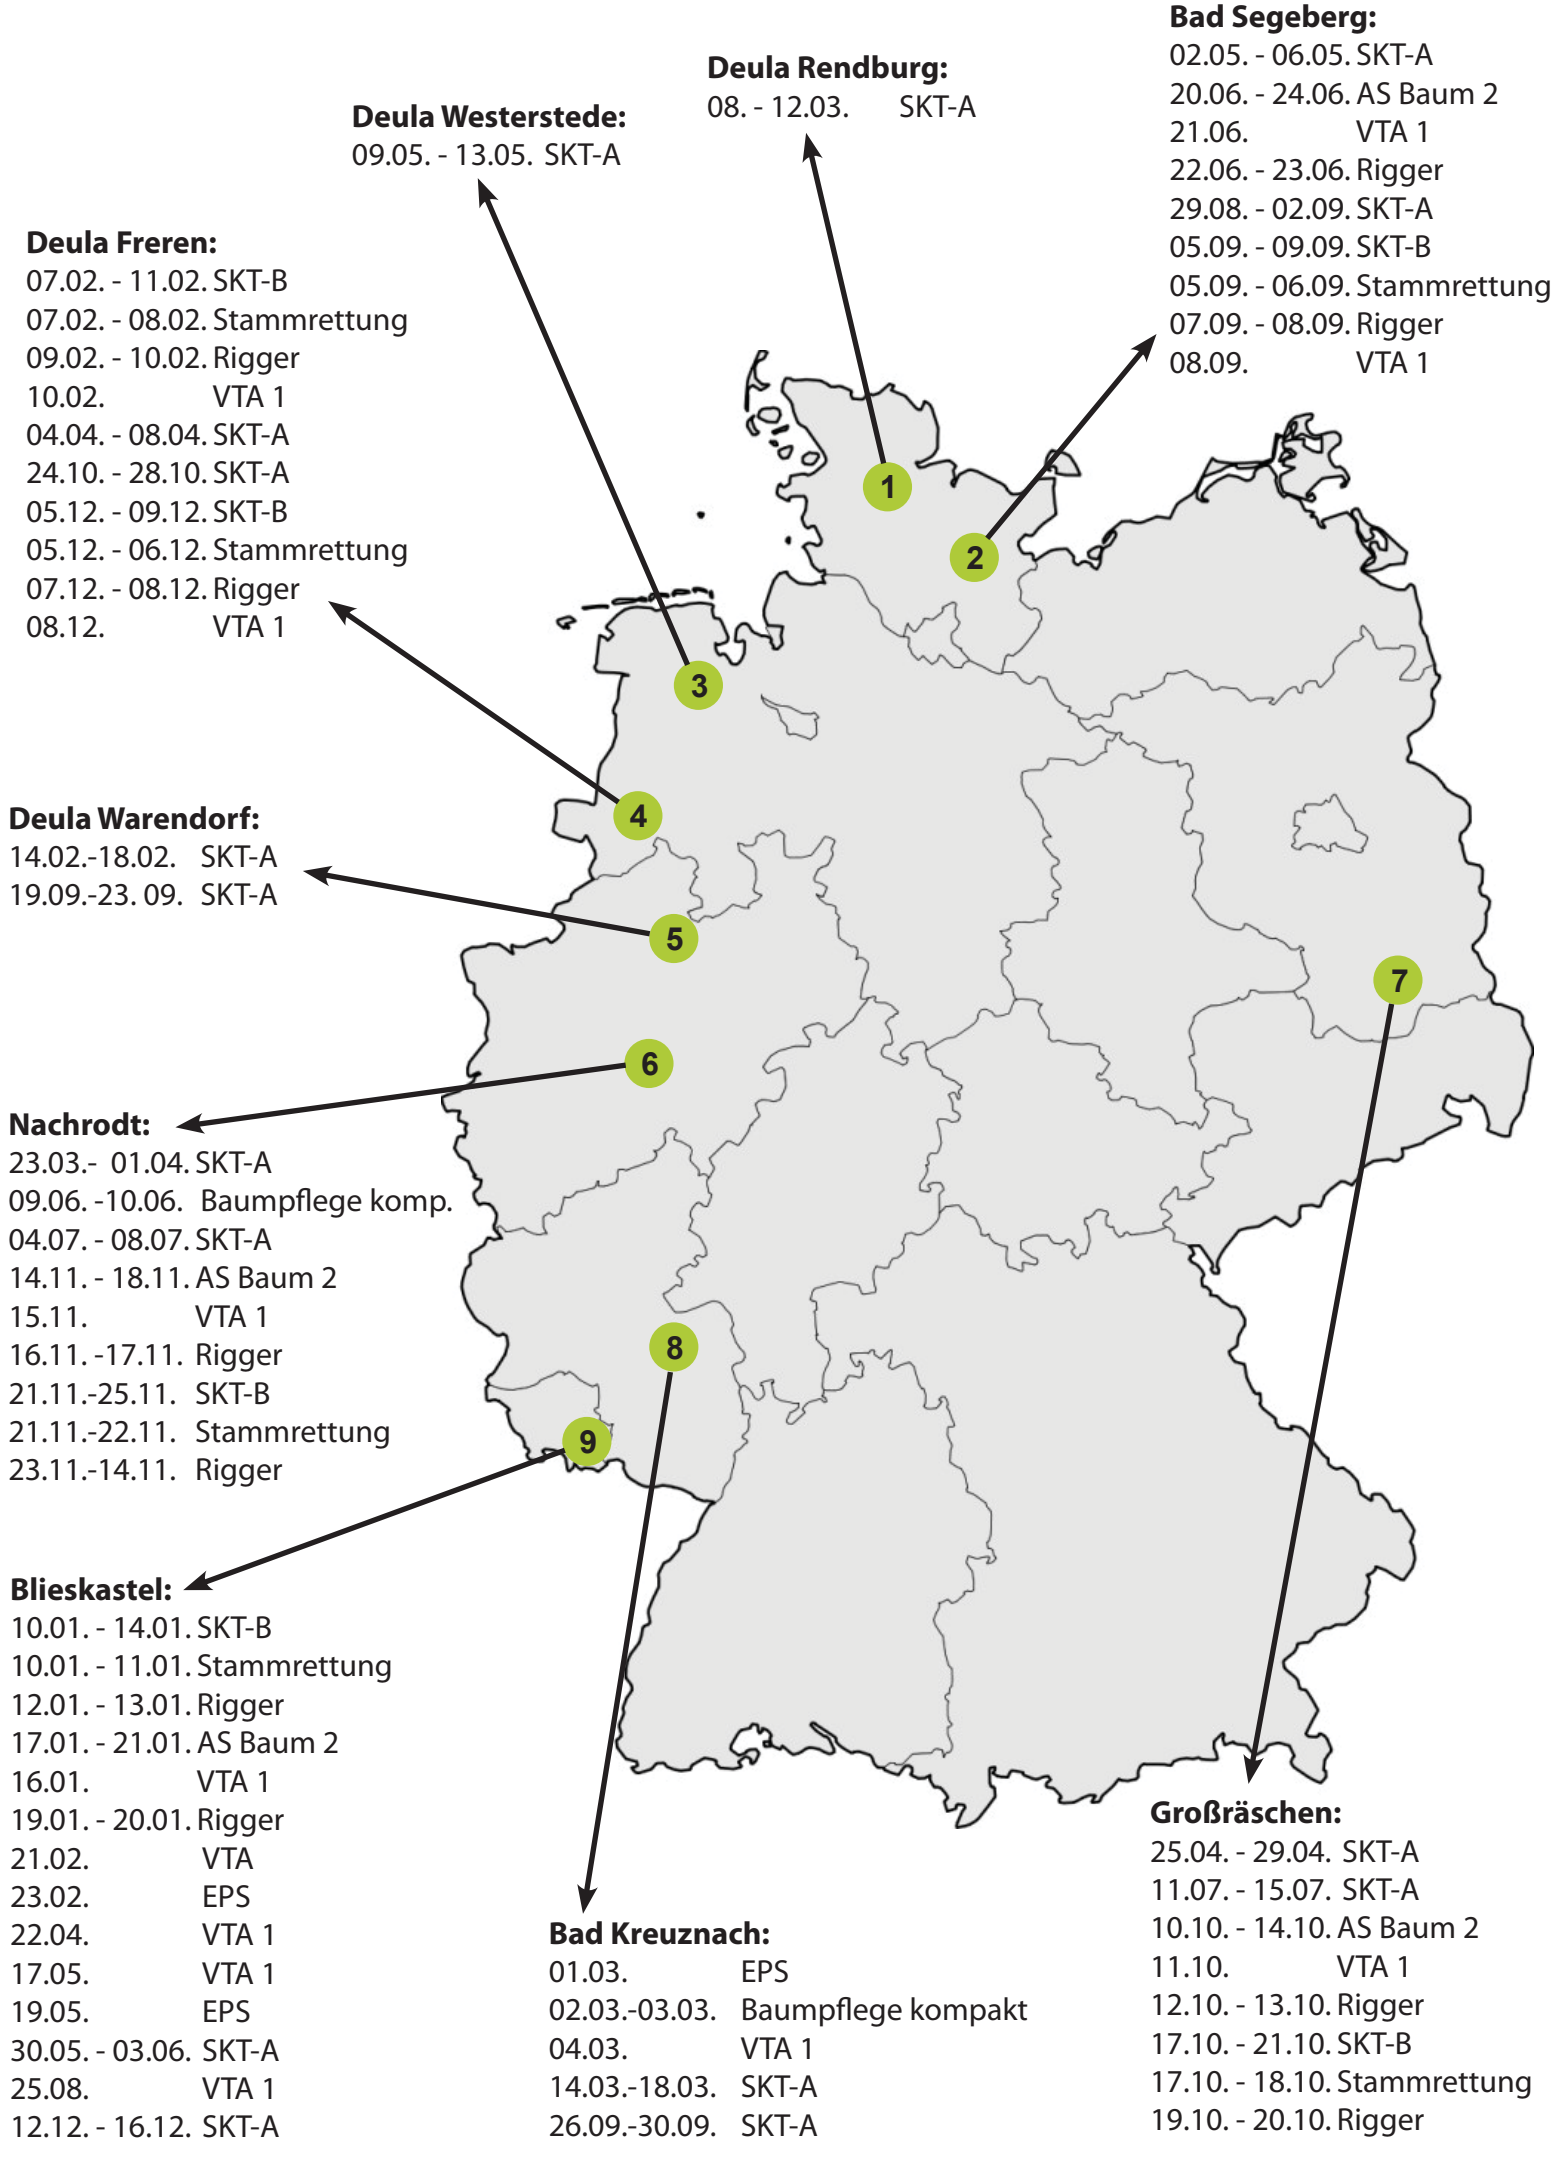 Bad Segeberg:
02.05. - 06.05. SKT-A
20.06. - 24.06. AS Baum 2
21.06. VTA 1
22.06. - 23.06. Rigger
29.08. - 02.09. SKT-A
05.09. - 09.09. SKT-B
05.09. - 06.09. Stammrettung
07.09. - 08.09. Rigger
08.09. VTA 1
Deula Rendburg:
08. - 12.03. SKT-A
Deula Westerstede:
09.05. - 13.05. SKT-A
Deula Freren:
07.02. - 11.02. SKT-B
07.02. - 08.02. Stammrettung
09.02. - 10.02. Rigger
10.02. VTA 1
04.04. - 08.04. SKT-A
24.10. - 28.10. SKT-A
05.12. - 09.12. SKT-B
05.12. - 06.12. Stammrettung
07.12. - 08.12. Rigger
08.12. VTA 1
1
2
3
4
5
6
7
8
9
Deula Warendorf:
14.02.-18.02. SKT-A
19.09.-23. 09. SKT-A
Nachrodt:
23.03.- 01.04. SKT-A
09.06. -10.06. Baumpflege komp.
04.07. - 08.07. SKT-A
14.11. - 18.11. AS Baum 2
15.11. VTA 1
16.11. -17.11. Rigger
21.11.-25.11. SKT-B
21.11.-22.11. Stammrettung
23.11.-14.11. Rigger
Blieskastel:
10.01. - 14.01. SKT-B
10.01. - 11.01. Stammrettung
12.01. - 13.01. Rigger
17.01. - 21.01. AS Baum 2
16.01. VTA 1
19.01. - 20.01. Rigger
21.02. VTA
23.02. EPS
22.04. VTA 1
17.05. VTA 1
19.05. EPS
30.05. - 03.06. SKT-A
25.08. VTA 1
12.12. - 16.12. SKT-A
Bad Kreuznach:
01.03. EPS
02.03.-03.03. Baumpflege kompakt
04.03. VTA 1
14.03.-18.03. SKT-A
26.09.-30.09. SKT-A
Großräschen:
25.04. - 29.04. SKT-A
11.07. - 15.07. SKT-A
10.10. - 14.10. AS Baum 2
11.10. VTA 1
12.10. - 13.10. Rigger
17.10. - 21.10. SKT-B
17.10. - 18.10. Stammrettung
19.10. - 20.10. Rigger